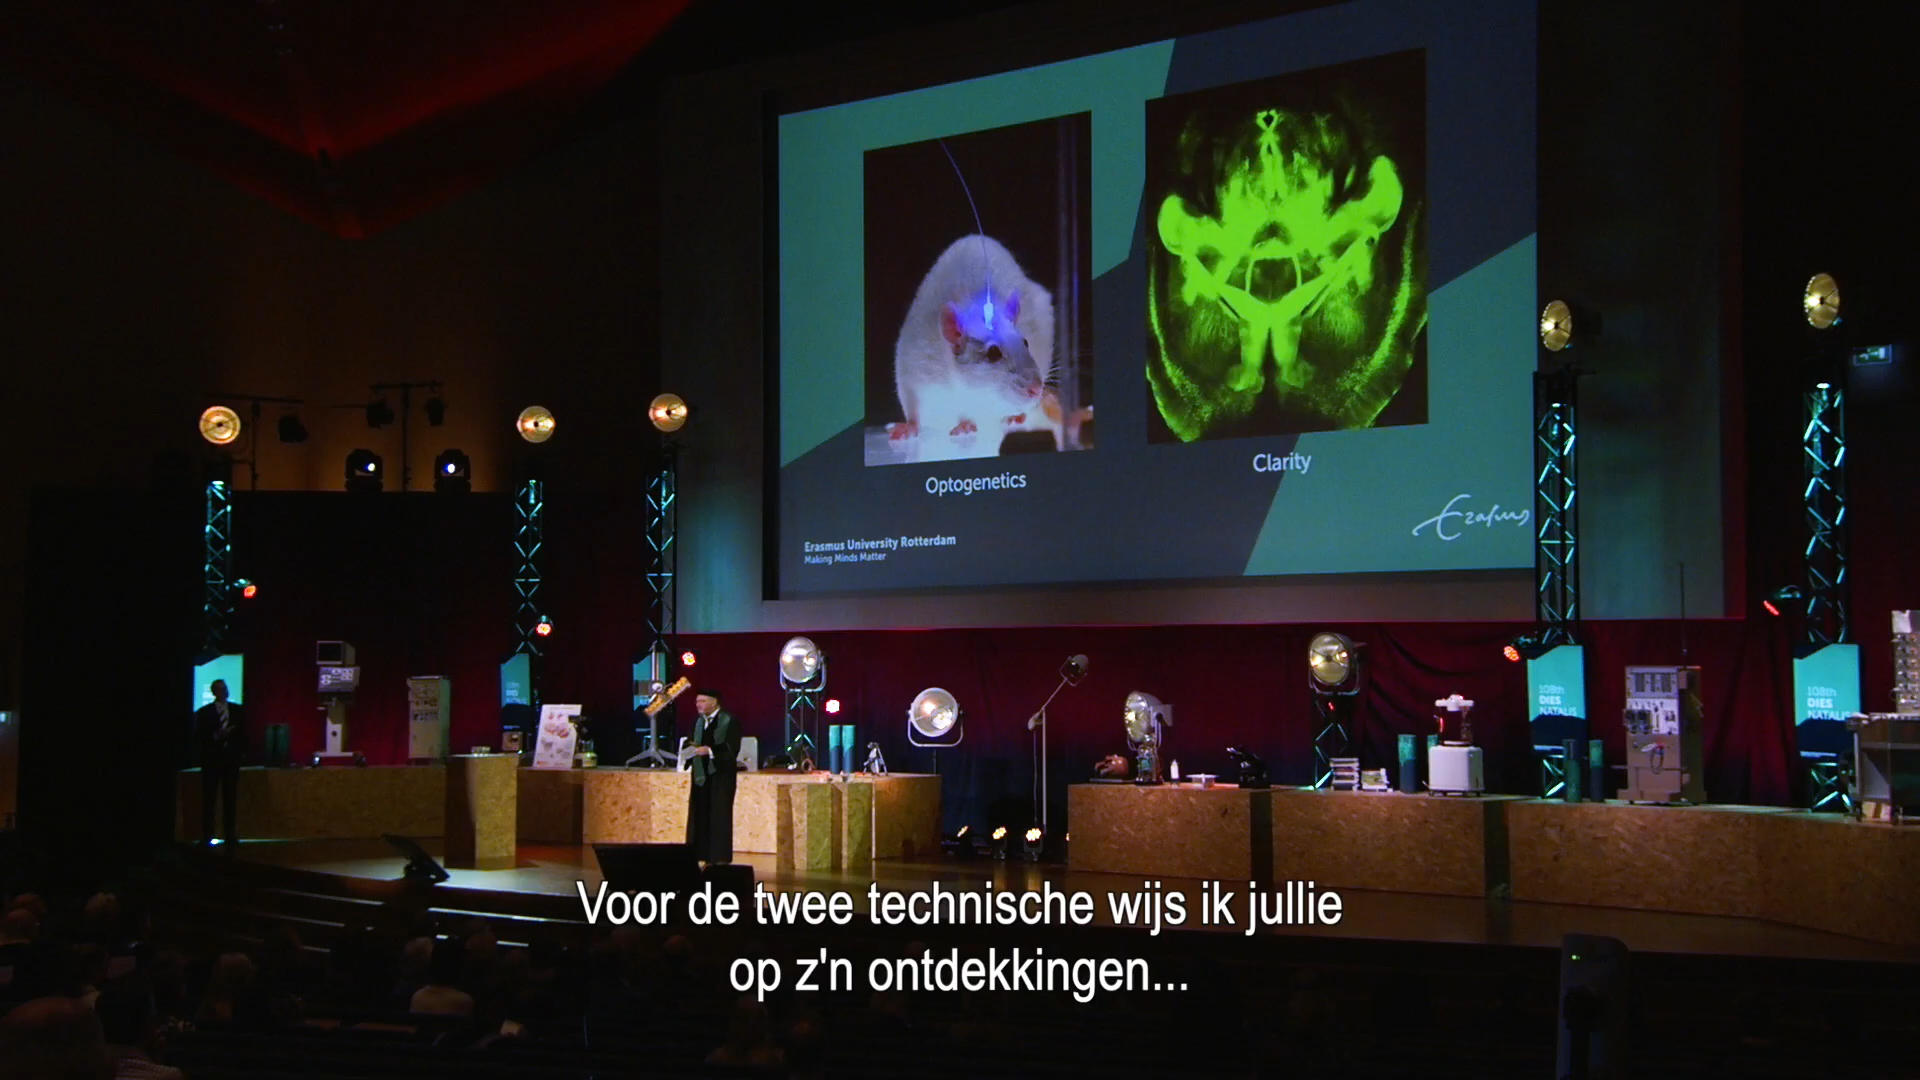 Optogenetics
Clarity
Erasmus
Erasmus University Rotterdam
Making Minds Matter
108th
DIES
NATALIS
108th
DIES
NATALIS
Voor de twee technische wijs ik jullie
op z'n ontdekkingen...